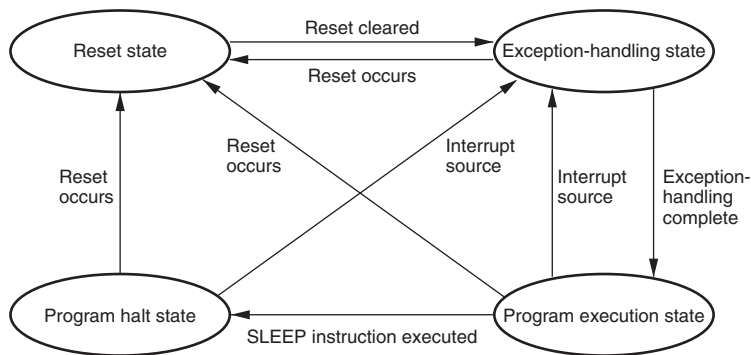 Reset cleared
Reset state
Exception-handling state
Reset occurs
Reset
occurs
Interrupt
source
Reset
occurs
Interrupt
source
Exception-
handling
complete
Program halt state
Program execution state
SLEEP instruction executed